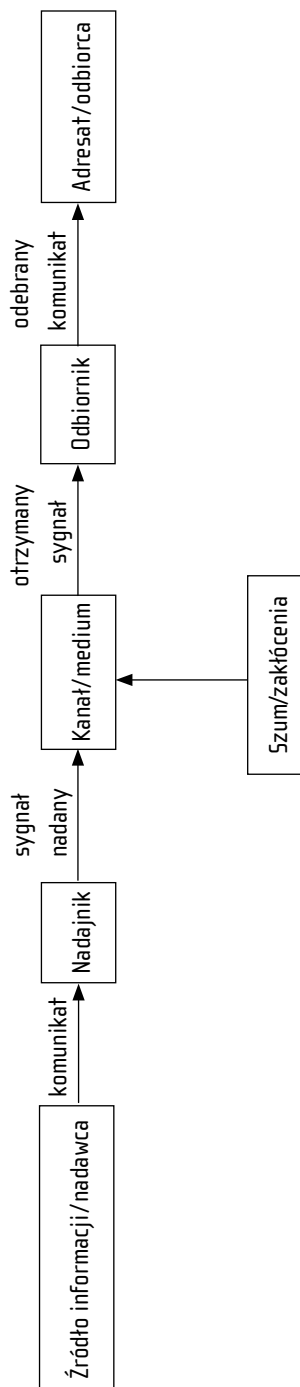 Źródło informacji/nadawca
komunikat
Nadajnik
sygnał
nadany
Kanał/medium
otrzymany
sygnał
Odbiornik
odebrany
komunikat
Adresat/odbiorca
Szum/zakłócenia